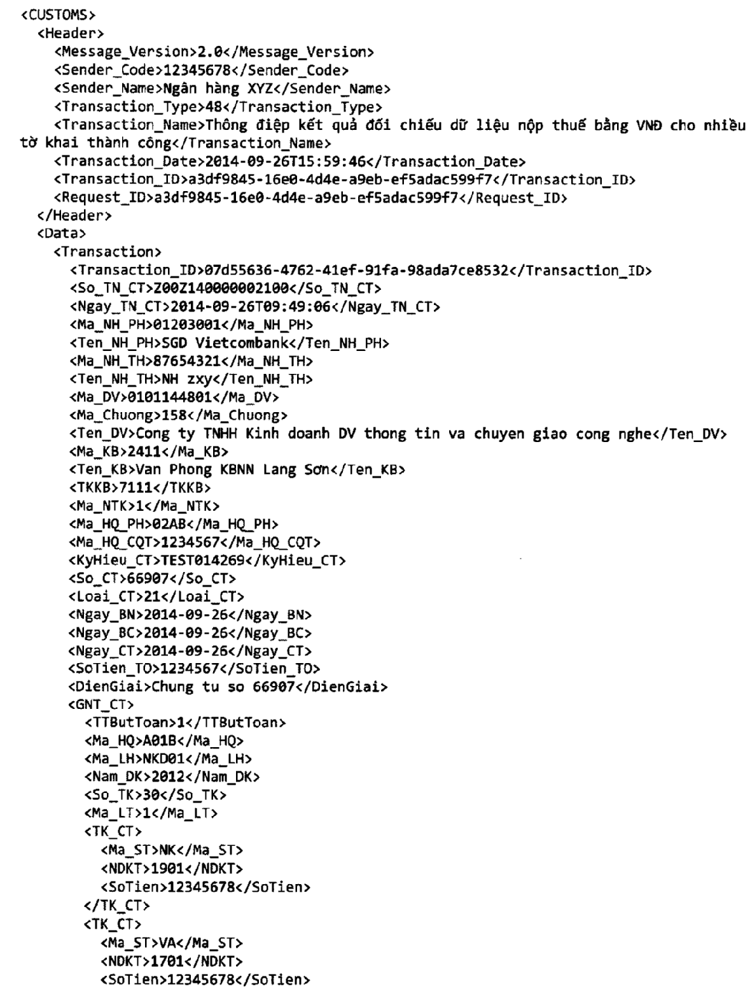 <CUSTOMS>
<Header>
<Message_Version>2.0</Message_Version>
<Sender_Code>12345678</Sender_Code>
<Sender_Name>Ngân hàng XYZ</Sender_Name>
<Transaction_Type>48</Transaction_Type>
<Transaction_Name>Thông điệp kết quả đối chiếu dữ liệu nộp thuế bằng VNĐ cho nhiều
tờ khai thành công</Transaction_Name>
<Transaction_Date>2014-09-26T15:59:46</Transaction_Date>
<Transaction_ID>a3df9845-16e0-4d4e-a9eb-ef5adac599f7</Transaction_ID>
<Request_ID>a3df9845-16e0-4d4e-a9eb-ef5adac599f7</Request_ID>
</Header>
<Data>
<Transaction>
<Transaction_ID>07d55636-4762-41ef-91fa-98ada7ce8532</Transaction_ID>
<So_TN_CT>Z00Z140000002100</So_TN_CT>
<Ngay_TN_CT>2014-09-26T09:49:06</Ngay_TN_CT>
<Ma_NH_PH>01203001</Ma_NH_PH>
<Ten_NH_PH>SGD Vietcombank</Ten_NH_PH>
<Ma_NH_TH>87654321</Ma_NH_TH>
<Ten_NH_TH>NH zxy</Ten_NH_TH>
<Ma_DV>0101144801</Ma_DV>
<Ma_Chuong>158</Ma_Chuong>
<Ten_DV>Cong ty TNHH Kinh doanh DV thong tin va chuyen giao cong nghe</Ten_DV>
<Ma_KB>2411</Ma_KB>
<Ten_KB>Van Phong KBNN Lang Sơn</Ten_KB>
<TKKB>7111</TKKB>
<Ma_NTK>1</Ma_NTK>
<Ma_HQ_PH>02AB</Ma_HQ_PH>
<Ma_HQ_CQT>1234567</Ma_HQ_CQT>
<KyHieu_CT>TEST014269</KyHieu_CT>
<So_CT>66907</So_CT>
<Loai_CT>21</Loai_CT>
<Ngay_BN>2014-09-26</Ngay_BN>
<Ngay_BC>2014-09-26</Ngay_BC>
<Ngay_CT>2014-09-26</Ngay_CT>
<SoTien_TO>1234567</SoTien_TO>
<DienGiai>Chung tu so 66907</DienGiai>
<GNT_CT>
<TTButToan>1</TTButToan>
<Ma_HQ>A01B</Ma_HQ>
<Ma_LH>NKD01</Ma_LH>
<Nam_DK>2012</Nam_DK>
<So_TK>30</So_TK>
<Ma_LT>1</Ma_LT>
<TK_CT>
<Ma_ST>NK</Ma_ST>
<NDKT>1901</NDKT>
<SoTien>12345678</SoTien>
</TK_CT>
<TK_CT>
<Ma_ST>VA</Ma_ST>
<NDKT>1701</NDKT>
<SoTien>12345678</SoTien>